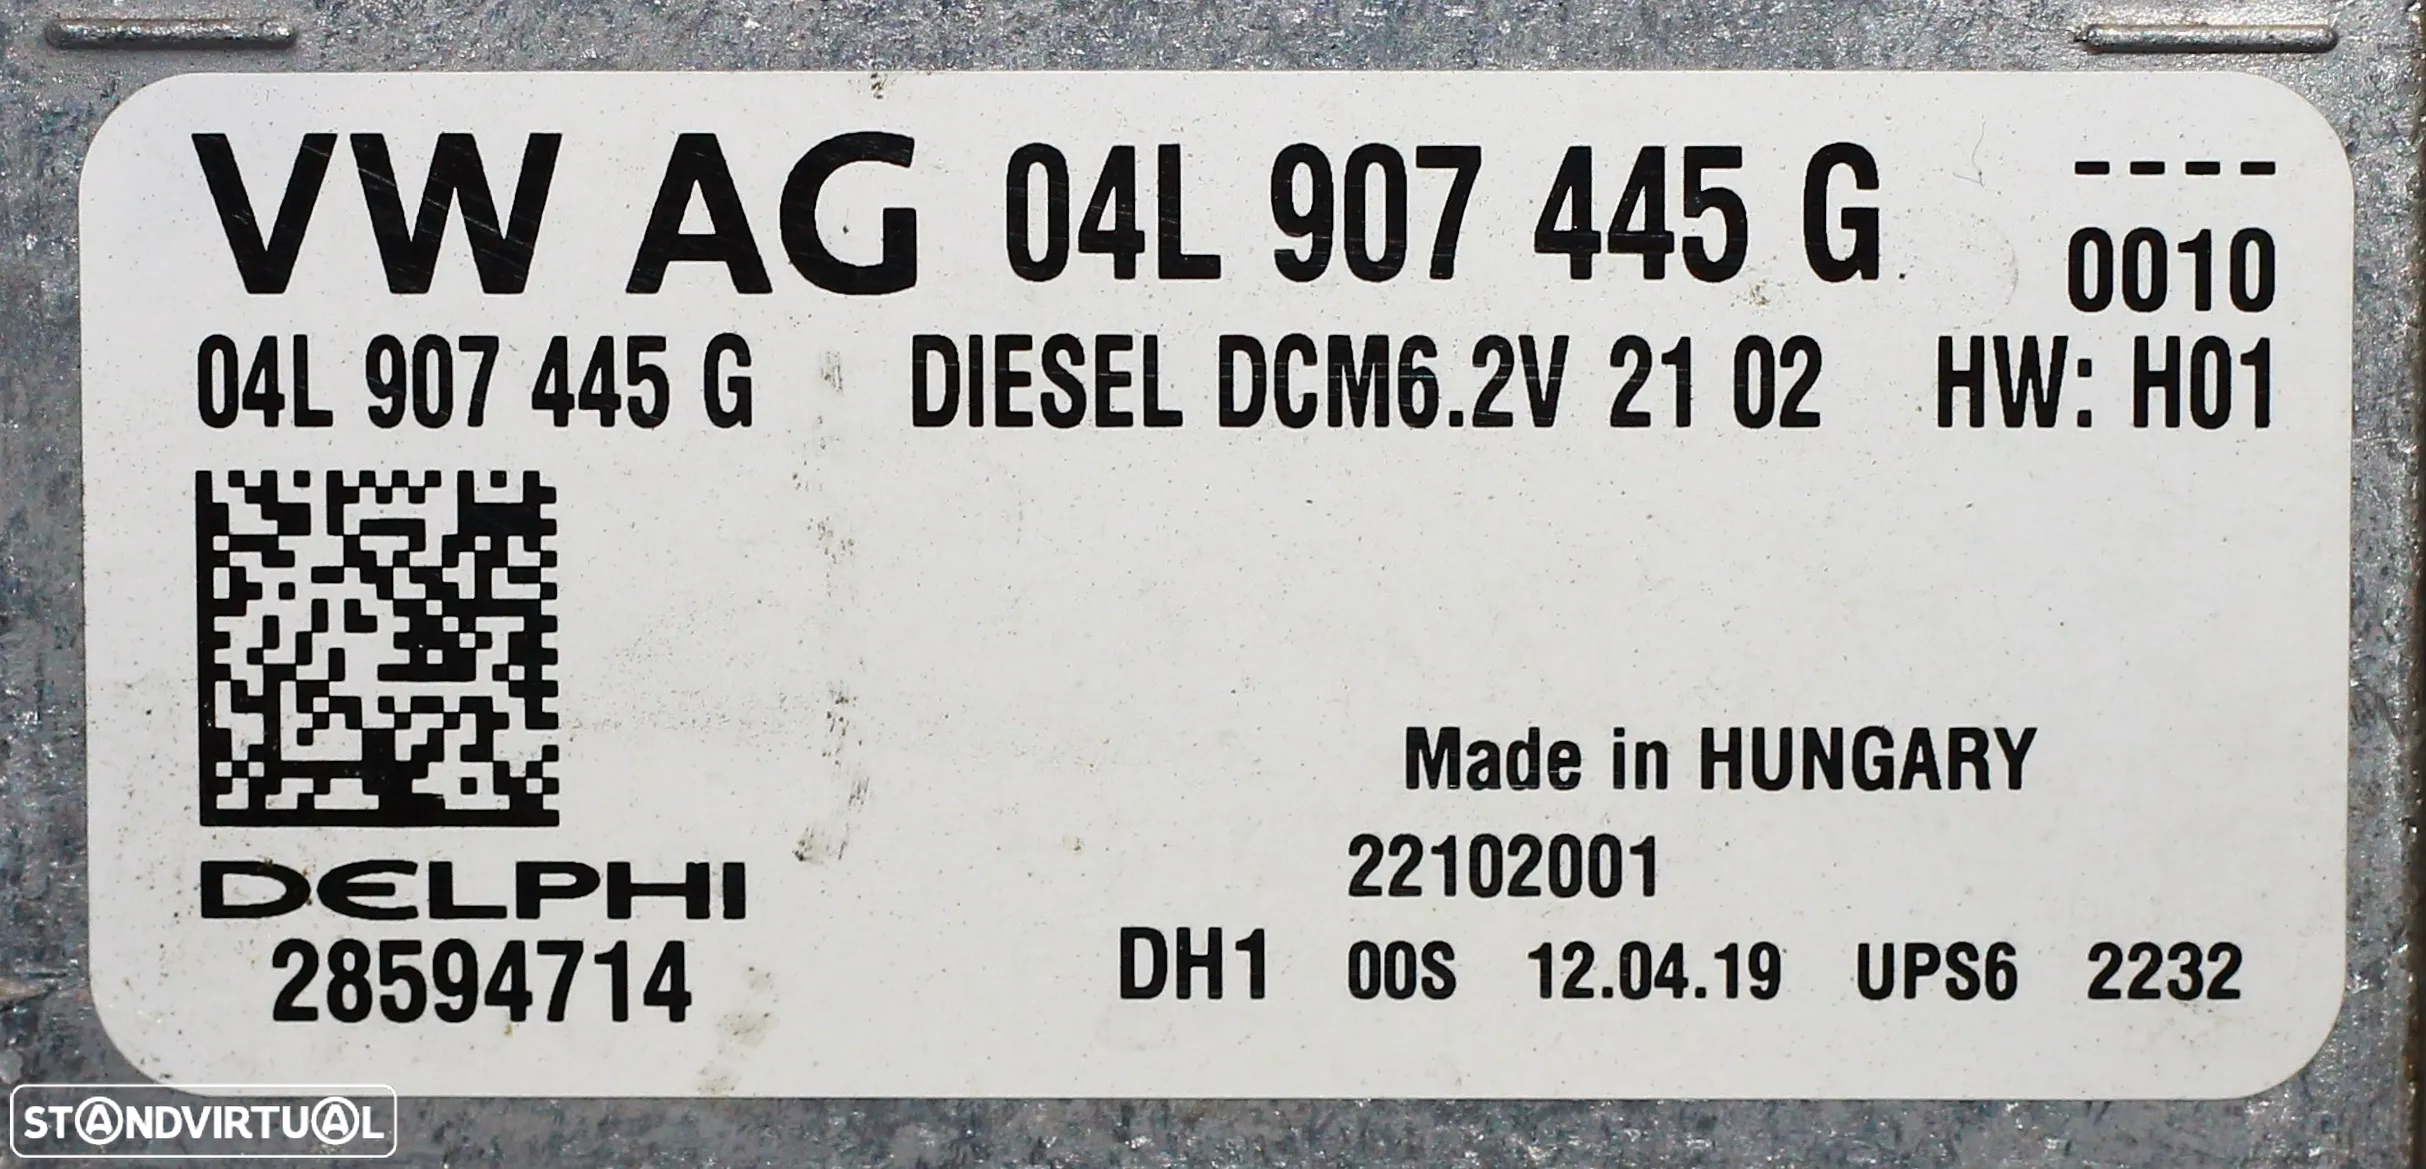 VW AG 04L 907 445 G ----
0010
04L 907 445 G DIESEL DCM6.2V 21 02 HW: H01
Made in HUNGARY
22102001
DELPHI
28594714
DH1 00S 12.04.19 UPS6 2232
STANDVIRTUAL